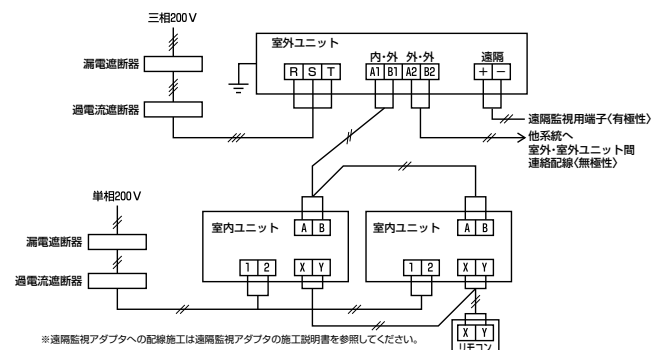 三相200V
漏電遮断器
過電流遮断器
室外ユニット
内・外 外・外 遠隔
R S T A1 B1 A2 B2 + −
遠隔監視用端子〈有極性〉
他系統へ
室外・室外ユニット間
連絡配線〈無極性〉
単相200V
漏電遮断器
過電流遮断器
室内ユニット A B
1 2 X Y
室内ユニット A B
1 2 X Y
X Y
リモコン
※遠隔監視アダプタへの配線施工は遠隔監視アダプタの施工説明書を参照してください。